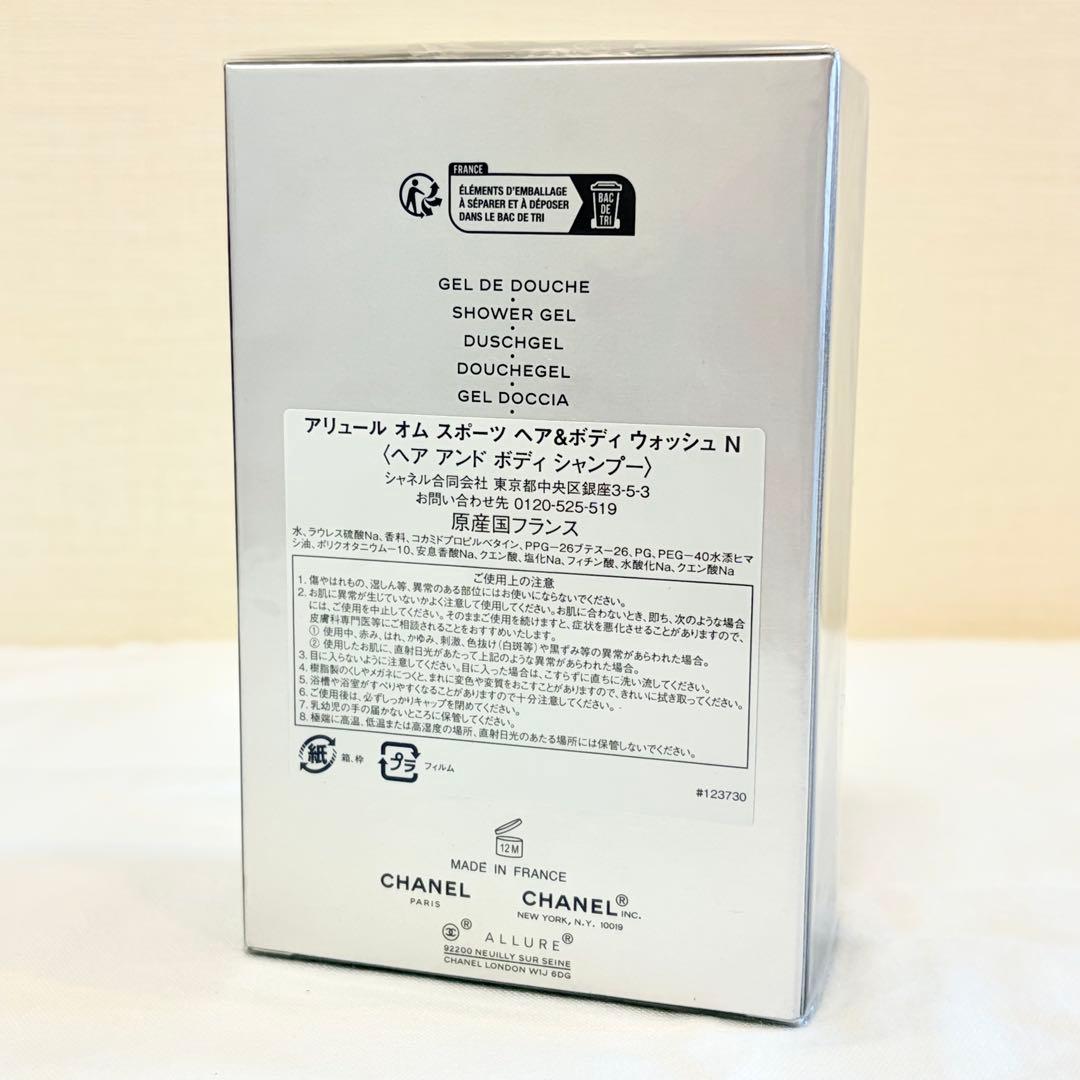 FRANCE
ÉLÉMENTS D'EMBALLAGE
À SÉPARER ET À DÉPOSER
DANS LE BAC DE TRI
BAC
DE
TRI
GEL DE DOUCHE
SHOWER GEL
DUSCHGEL
DOUCHEGEL
GEL DOCCIA
アリュール オム スポーツ ヘア&ボディ ウォッシュ N
〈ヘア アンド ボディ シャンプー〉
シャネル合同会社 東京都中央区銀座3-5-3
お問い合わせ先 0120-525-519
原産国フランス
水、ラウレス硫酸Na、香料、コカミドプロピルベタイン、PPG-26ブテス-26、PG、PEG-40水添ヒマ
シ油、ポリクオタニウム-10、安息香酸Na、クエン酸、塩化Na、フィチン酸、水酸化Na、クエン酸Na
ご使用上の注意
1. 傷やはれもの、湿しん等、異常のある部位にはお使いにならないでください。
2. お肌に異常が生じていないかよく注意して使用してください。お肌に合わないとき、即ち、次のような場合
には、ご使用を中止してください。そのままご使用を続けますと、症状を悪化させることがありますので、
皮膚科専門医等にご相談されることをおすすめいたします。
① 使用中、赤み、はれ、かゆみ、刺激、色抜け(白斑等)や黒ずみ等の異常があらわれた場合。
② 使用したお肌に、直射日光があたって上記のような異常があらわれた場合。
3. 目に入らないように注意してください。目に入った場合は、こすらずに直ちに洗い流してください。
4. 樹脂製のくしやメガネにつくと、まれに変色や変質をおこすことがありますので、きれいに拭き取ってください。
5. 浴槽や浴室がすべりやすくなることがありますので十分注意してください。
6. ご使用後は、必ずしっかりキャップを閉めてください。
7. 乳幼児の手の届かないところに保管してください。
8. 極端に高温、低温または高湿度の場所、直射日光のあたる場所には保管しないでください。
紙 箱、枠 プラ フィルム
#123730
12M
MADE IN FRANCE
CHANEL
PARIS
CHANEL® INC.
NEW YORK, N.Y. 10019
® ALLURE®
92200 NEUILLY SUR SEINE
CHANEL LONDON W1J 6DG